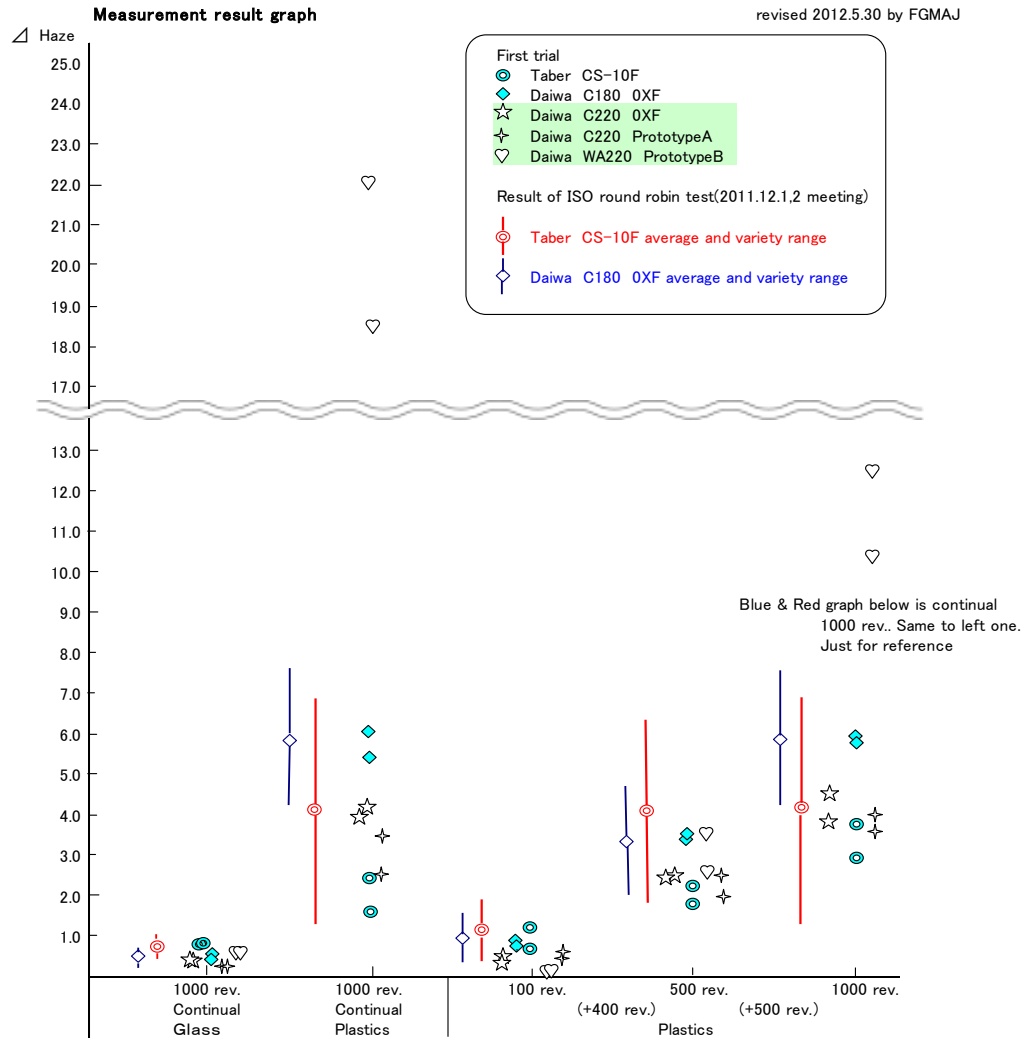 Measurement result graph
revised 2012.5.30 by FGMAJ
⊿ Haze
First trial
Taber CS-10F
Daiwa C180 0XF
Daiwa C220 0XF
Daiwa C220 PrototypeA
Daiwa WA220 PrototypeB
Result of ISO round robin test(2011.12.1,2 meeting)
Taber CS-10F average and variety range
Daiwa C180 0XF average and variety range
25.0
24.0
23.0
22.0
21.0
20.0
19.0
18.0
17.0
13.0
12.0
11.0
10.0
9.0
8.0
7.0
6.0
5.0
4.0
3.0
2.0
1.0
Blue & Red graph below is continual
1000 rev.. Same to left one.
Just for reference
1000 rev.
Continual
Glass
1000 rev.
Continual
Plastics
100 rev.
(+400 rev.)
500 rev.
(+500 rev.)
1000 rev.
Plastics